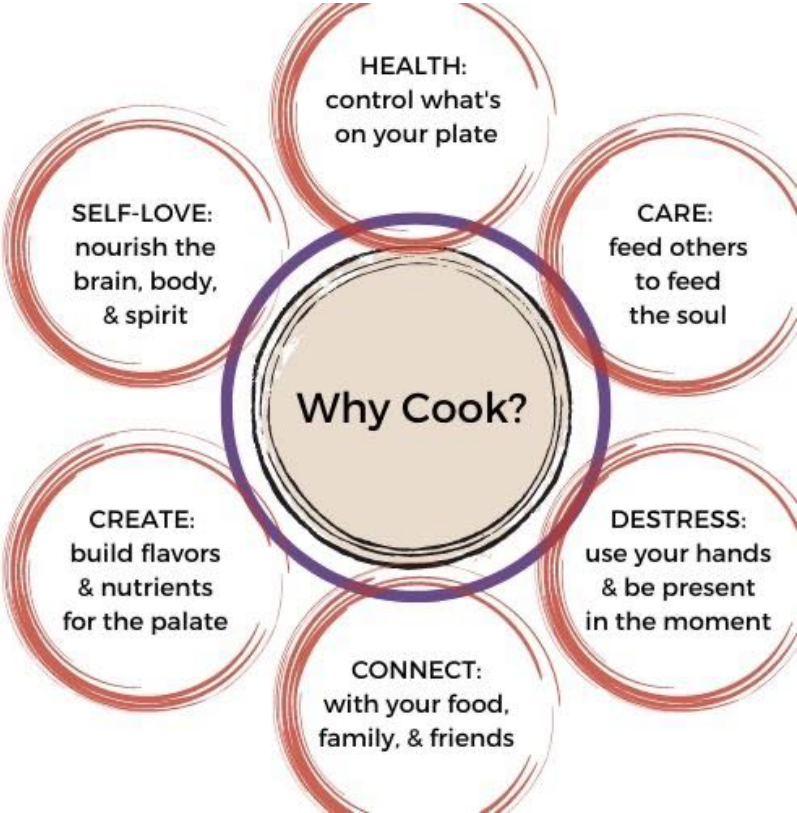 HEALTH:
control what's
on your plate
SELF-LOVE:
nourish the
brain, body,
& spirit
CARE:
feed others
to feed
the soul
Why Cook?
CREATE:
build flavors
& nutrients
for the palate
DESTRESS:
use your hands
& be present
in the moment
CONNECT:
with your food,
family, & friends